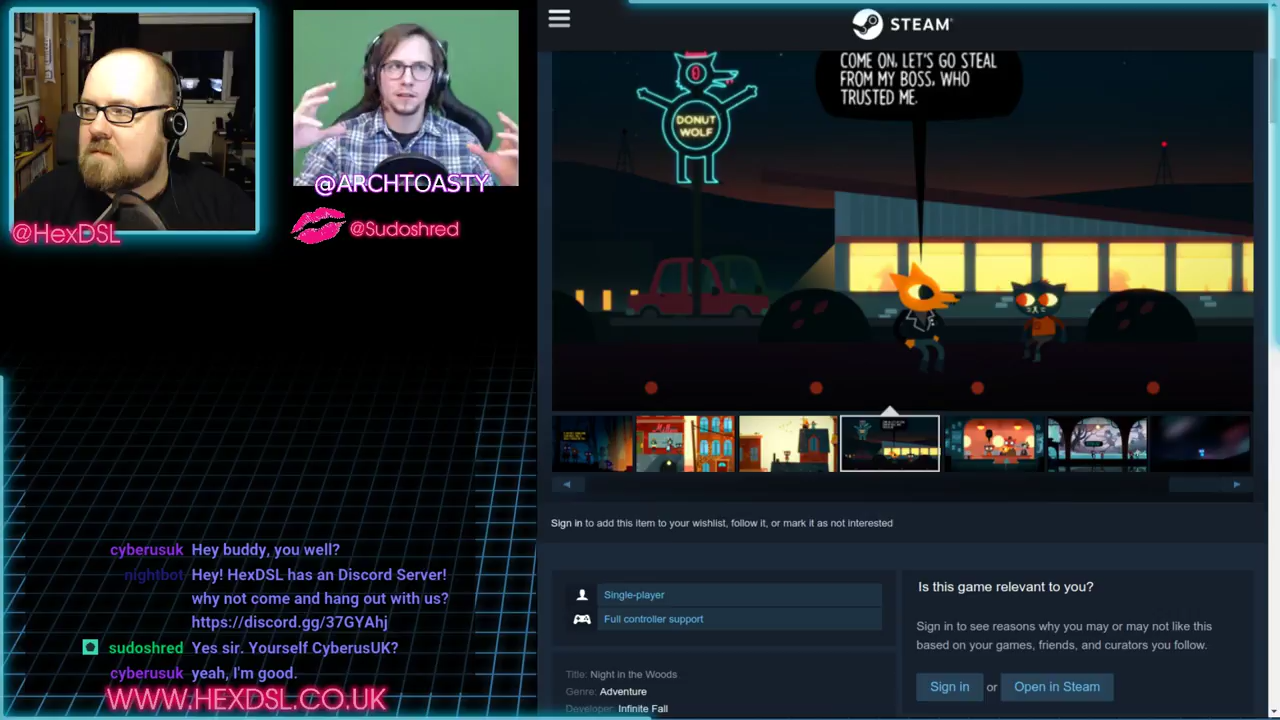 @HexDSL
@ARCHTOASTY
@Sudoshred
cyberusuk Hey buddy, you well?
nightbot Hey! HexDSL has an Discord Server!
why not come and hang out with us?
https://discord.gg/37GYAhj
sudoshred Yes sir. Yourself CyberusUK?
cyberusuk yeah, I'm good.
WWW.HEXDSL.CO.UK
STEAM
COME ON, LET'S GO STEAL
FROM MY BOSS, WHO
TRUSTED ME.
DONUT
WOLF
Sign in to add this item to your wishlist, follow it, or mark it as not interested
Single-player
Full controller support
Title: Night in the Woods
Genre: Adventure
Developer: Infinite Fall
Is this game relevant to you?
Sign in to see reasons why you may or may not like this
based on your games, friends, and curators you follow.
Sign in or Open in Steam